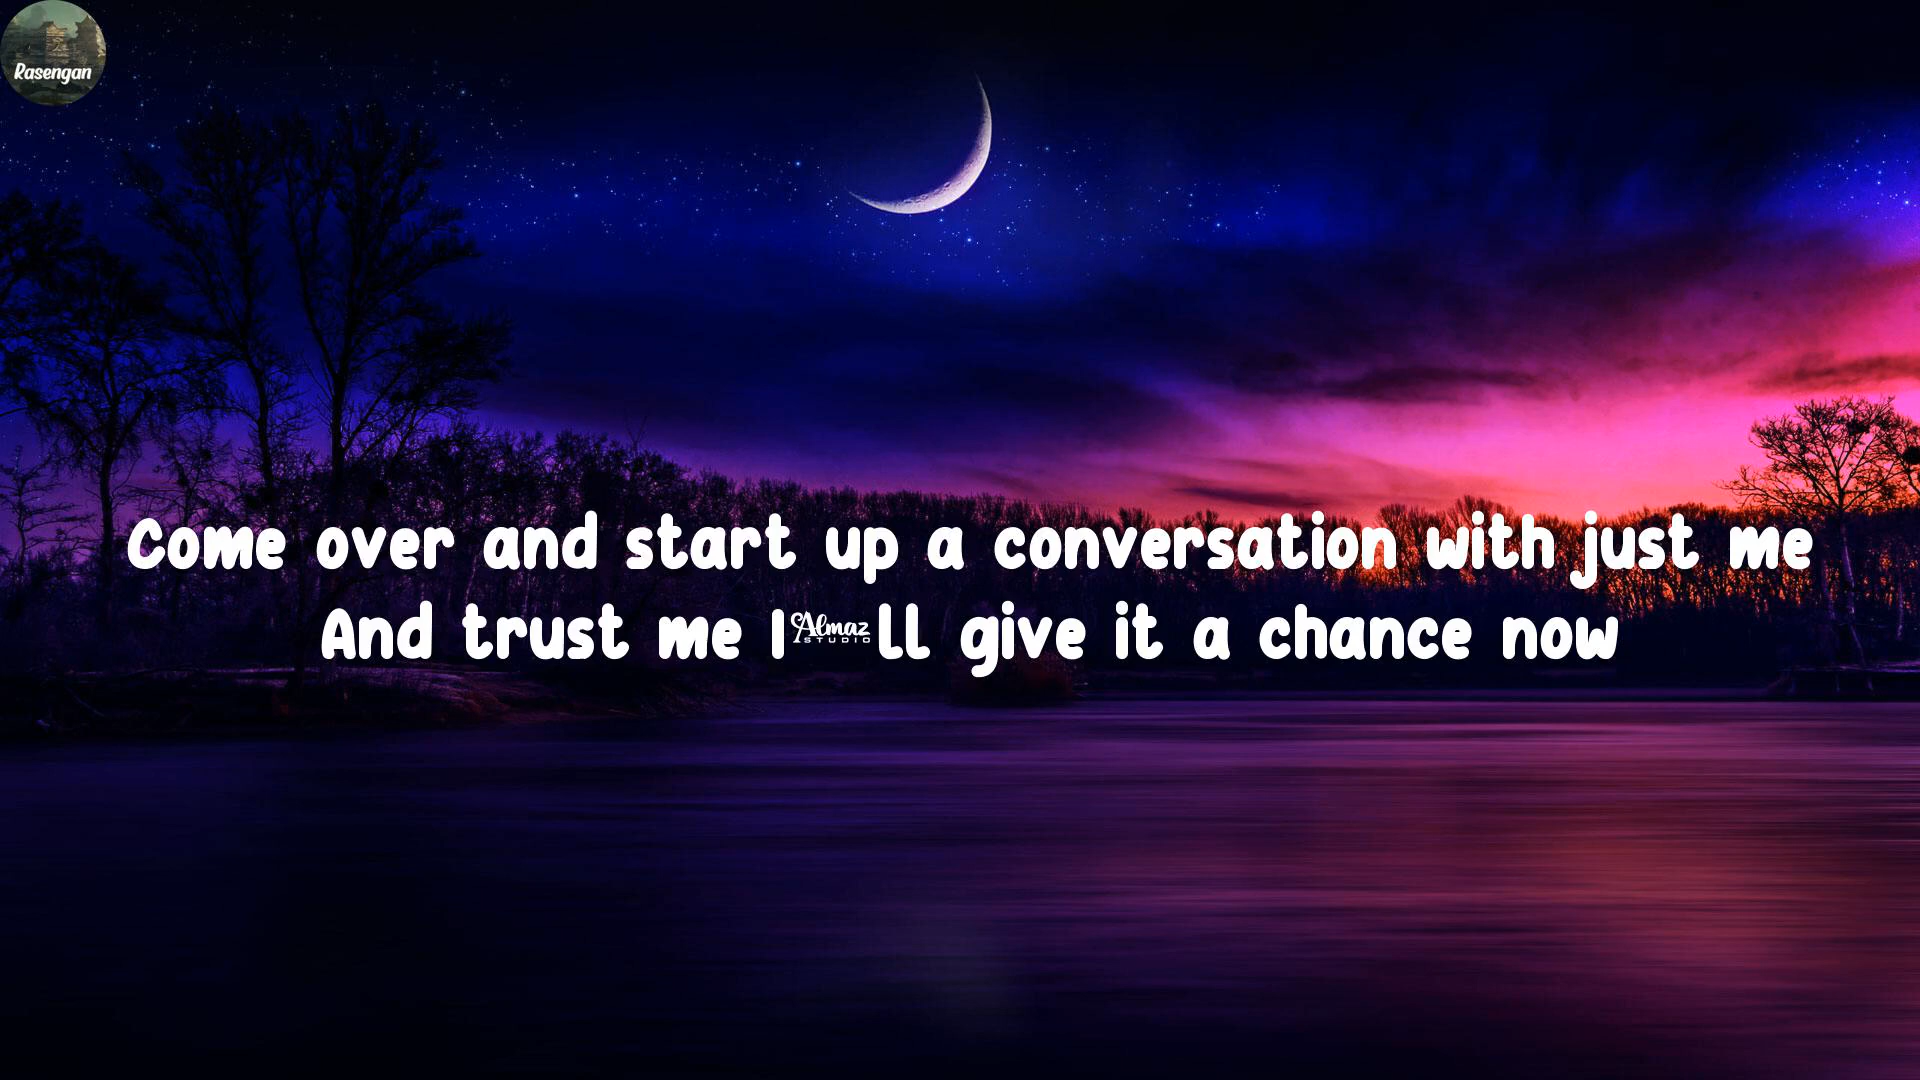 Rasengan
Come over and start up a conversation with just me
And trust me I Almaz STUDIO ll give it a chance now